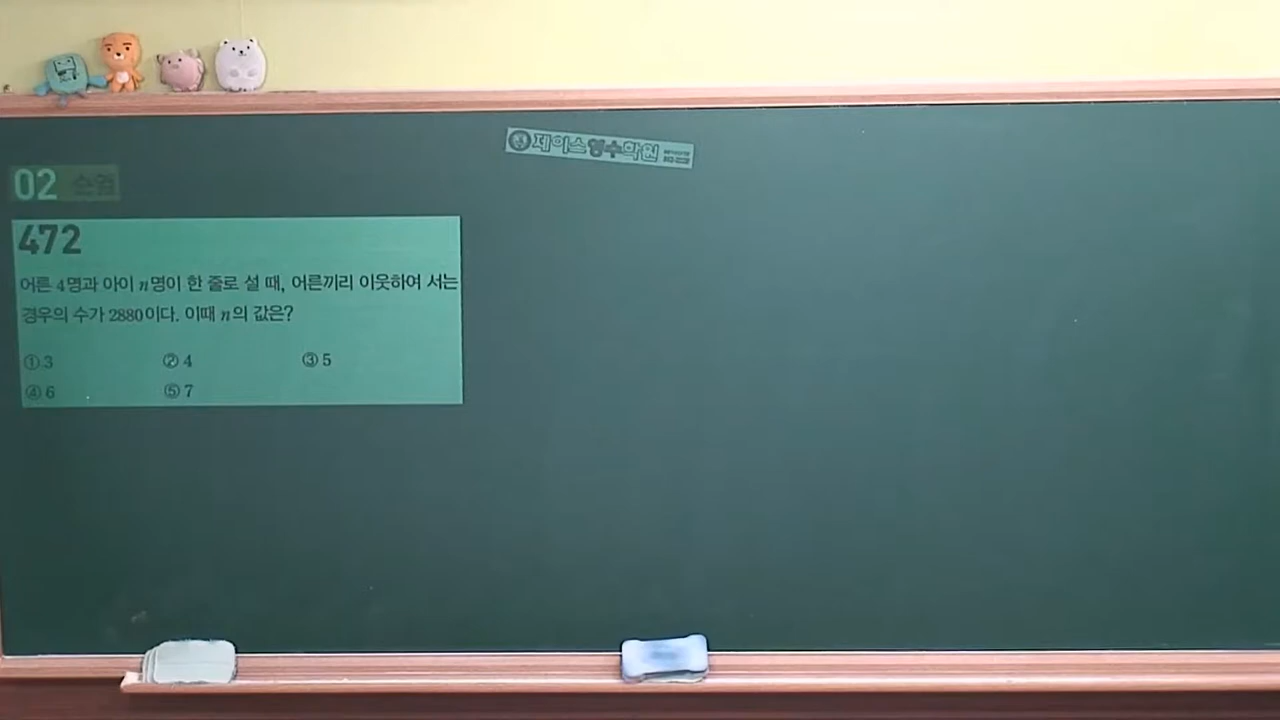 제이스영수학원
02 순열
472
어른 4명과 아이 n명이 한 줄로 설 때, 어른끼리 이웃하여 서는
경우의 수가 2880이다. 이때 n의 값은?
① 3 ② 4 ③ 5
④ 6 ⑤ 7